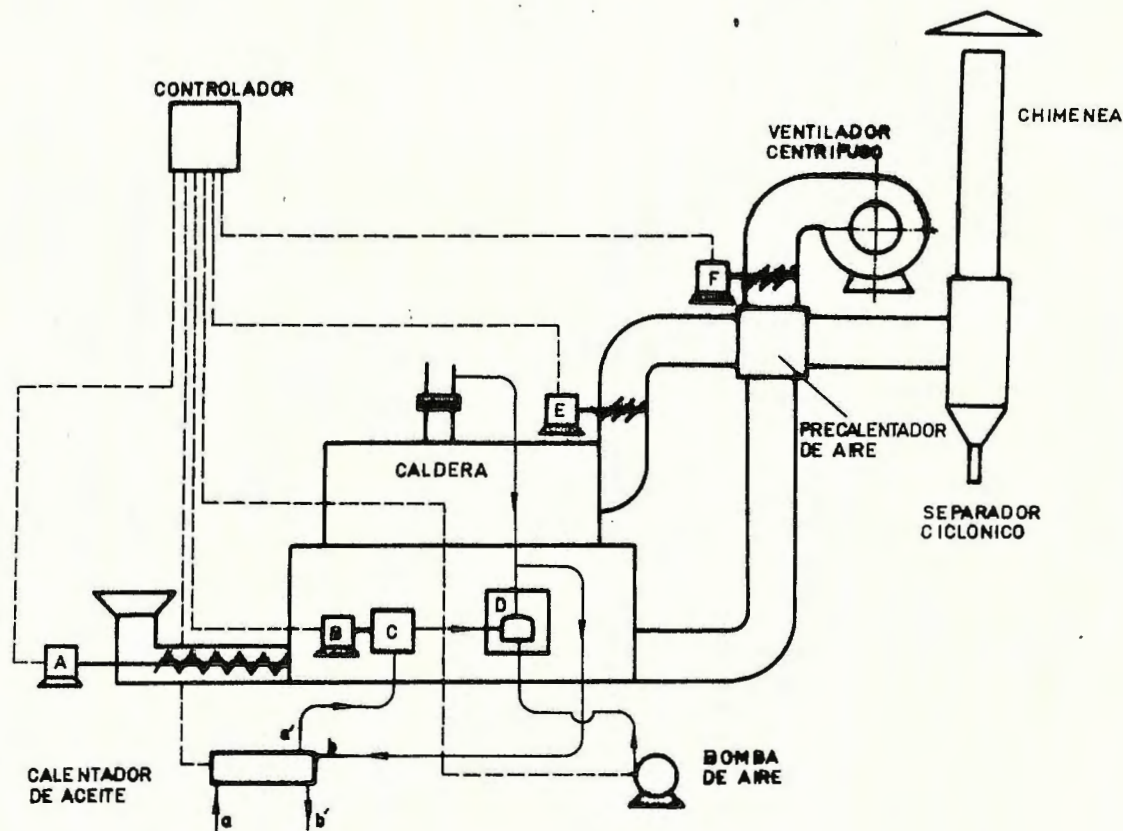 CONTROLADOR
CHIMENEA
VENTILADOR
CENTRIFUGO
F
E
PRECALENTADOR
DE AIRE
CALDERA
SEPARADOR
CICLONICO
D
B
C
A
a'
b
BOMBA
DE AIRE
CALENTADOR
DE ACEITE
a
b'